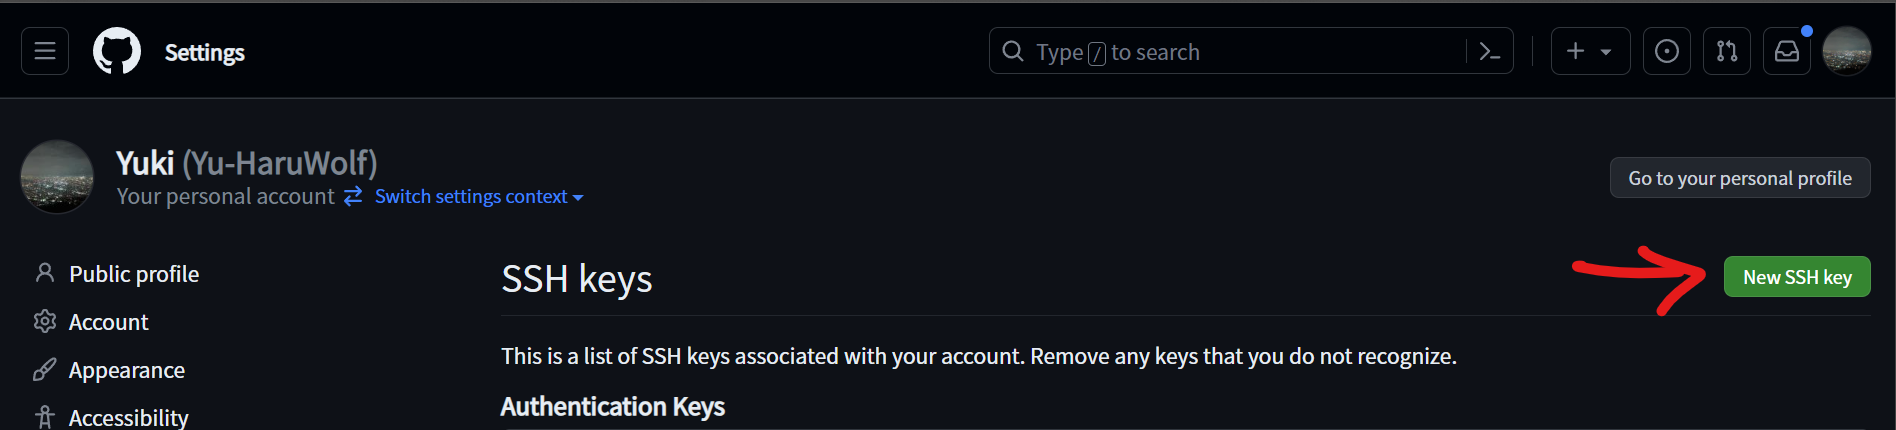 Settings
Type / to search
Yuki (Yu-HaruWolf)
Your personal account Switch settings context
Go to your personal profile
Public profile
Account
Appearance
Accessibility
SSH keys
New SSH key
This is a list of SSH keys associated with your account. Remove any keys that you do not recognize.
Authentication Keys